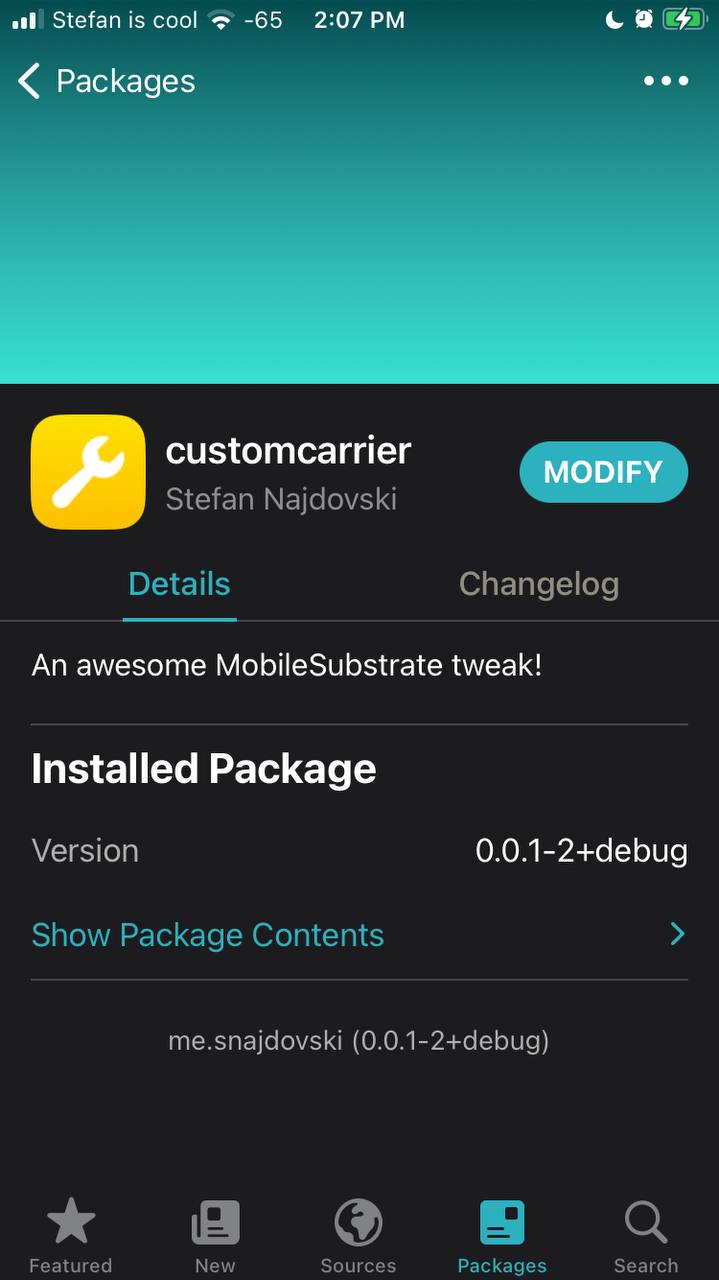 Stefan is cool -65 2:07 PM
Packages
customcarrier
Stefan Najdovski
MODIFY
Details Changelog
An awesome MobileSubstrate tweak!
Installed Package
Version 0.0.1-2+debug
Show Package Contents
me.snajdovski (0.0.1-2+debug)
Featured New Sources Packages Search